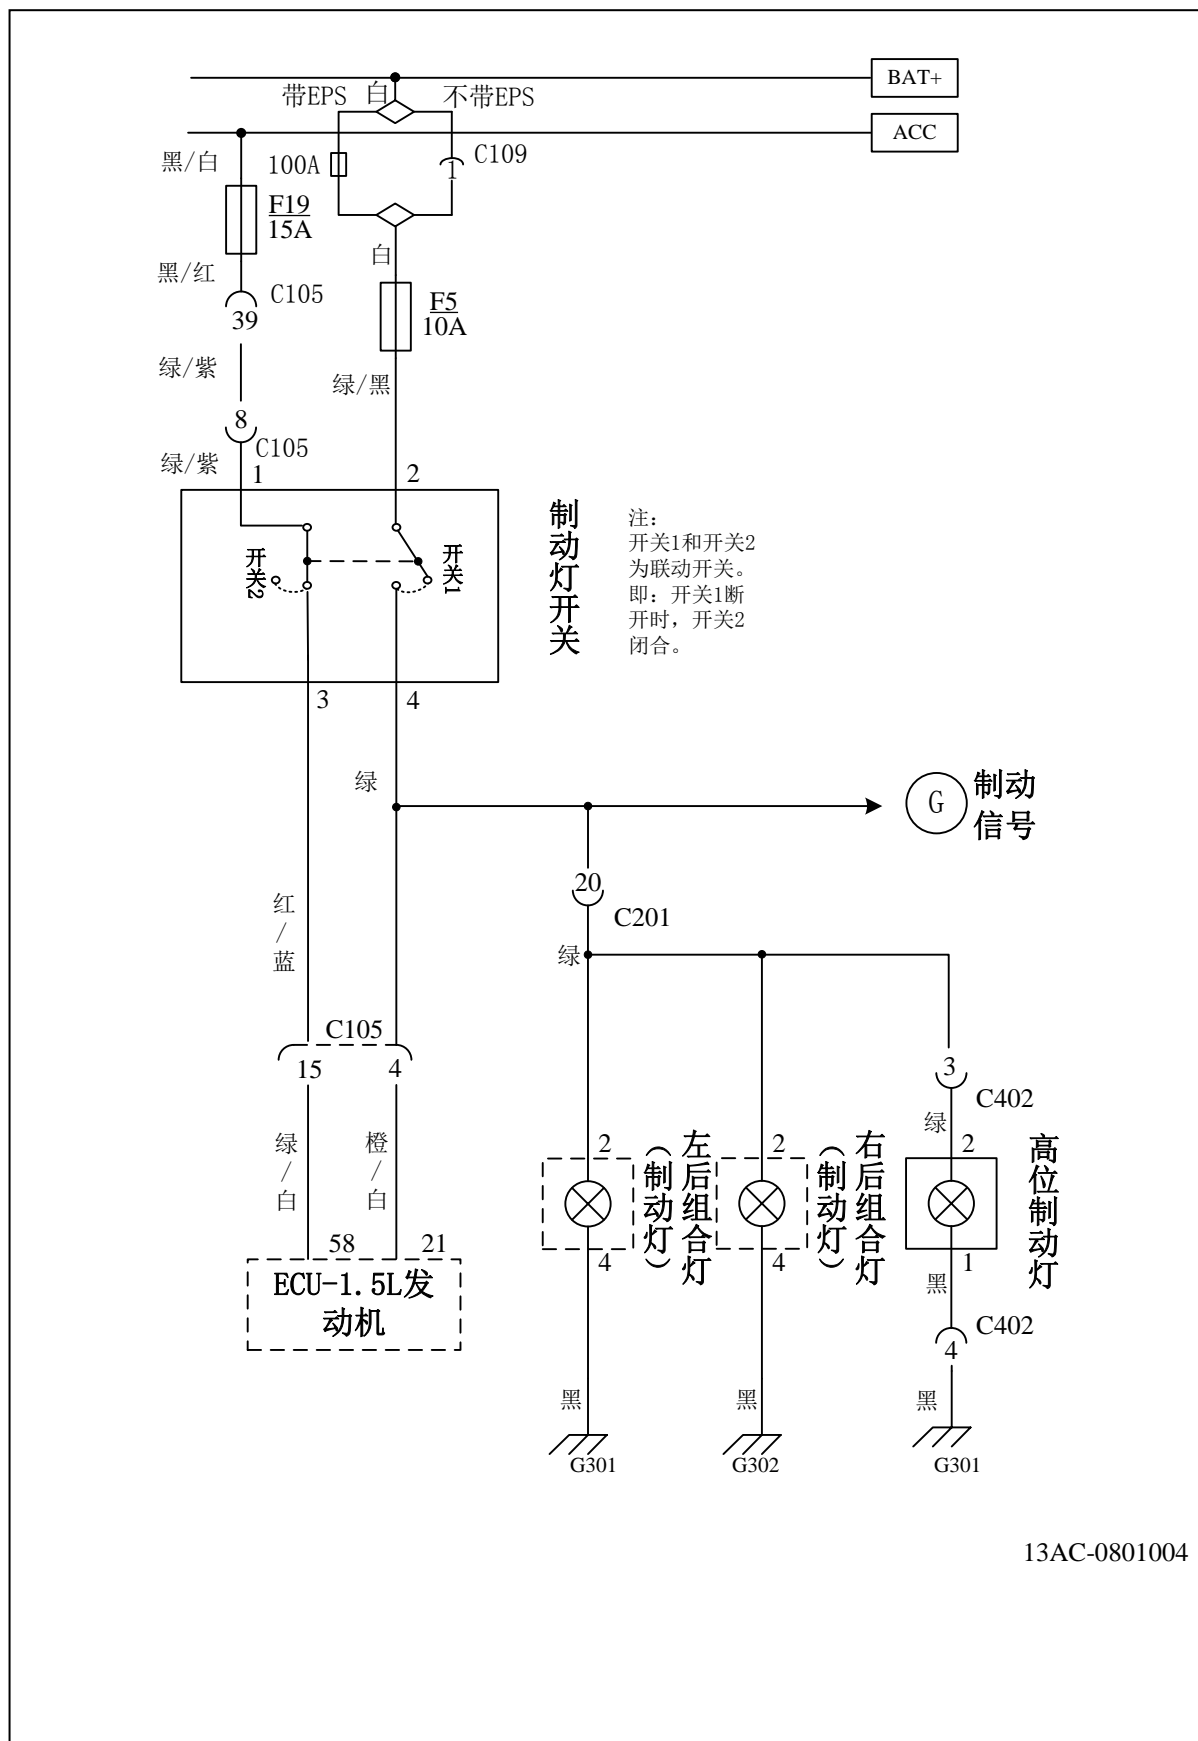 BAT+
带EPS
白
不带EPS
ACC
黑/白
100A
C109
1
F19
15A
白
黑/红
C105
F5
10A
39
绿/紫
绿/黑
8
C105
绿/紫
1
2
制动灯开关
注：
开关1和开关2
为联动开关。
即：开关1断
开时，开关2
闭合。
开关2
开关1
3
4
绿
G
制动
信号
20
C201
红/蓝
绿
C105
15
4
3
C402
绿/白
橙/白
绿
2
左后组合灯
（制动灯）
2
右后组合灯
（制动灯）
2
高位制动灯
58
21
4
4
1
ECU-1.5L发
动机
黑
C402
4
黑
黑
黑
G301
G302
G301
13AC-0801004